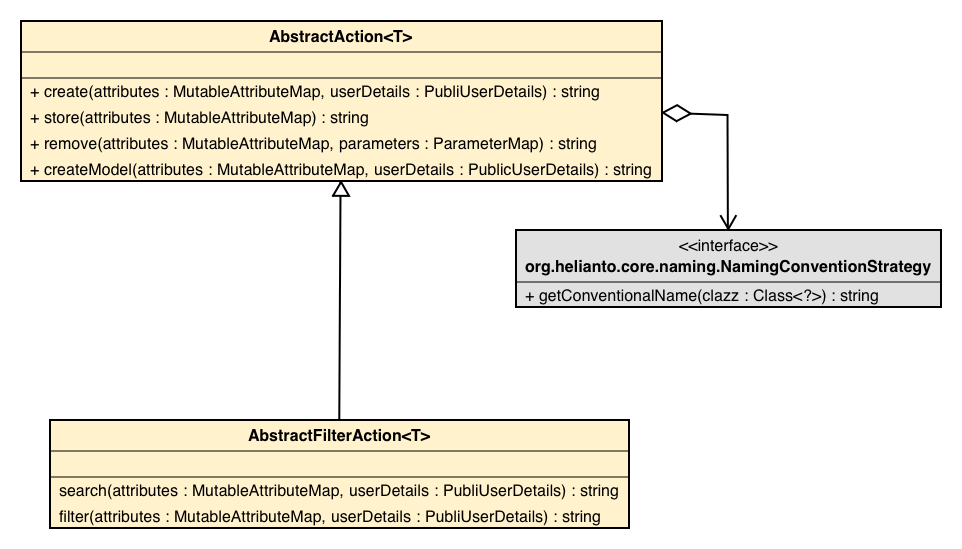 AbstractAction<T>
+ create(attributes : MutableAttributeMap, userDetails : PubliUserDetails) : string
+ store(attributes : MutableAttributeMap) : string
+ remove(attributes : MutableAttributeMap, parameters : ParameterMap) : string
+ createModel(attributes : MutableAttributeMap, userDetails : PublicUserDetails) : string
<<interface>>
org.helianto.core.naming.NamingConventionStrategy
+ getConventionalName(clazz : Class<?>) : string
AbstractFilterAction<T>
search(attributes : MutableAttributeMap, userDetails : PubliUserDetails) : string
filter(attributes : MutableAttributeMap, userDetails : PubliUserDetails) : string